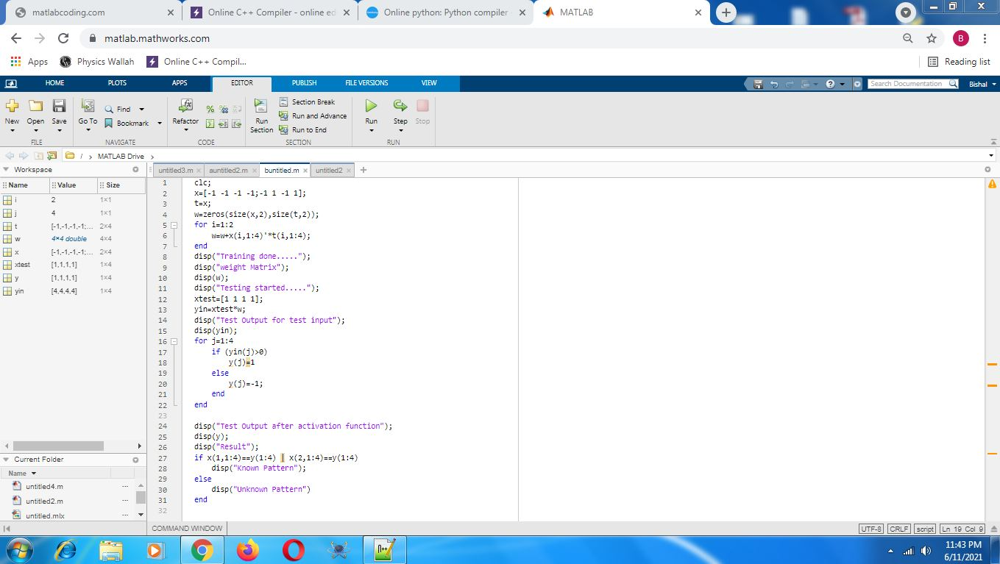 matlabcoding.com × Online C++ Compiler - online ed × Online python: Python compiler × MATLAB × +
matlab.mathworks.com B
Apps Physics Wallah Online C++ Compil... Reading list
HOME PLOTS APPS EDITOR PUBLISH FILE VERSIONS VIEW Search Documentation Bishal
New Open Save
FILE
Go To Find Bookmark
NAVIGATE
Refactor
CODE
Run Section
Section Break
Run and Advance
Run to End
SECTION
Run Step Stop
RUN
/ › MATLAB Drive ›
Workspace
Name Value Size
i 2 1×1
j 4 1×1
t [-1,-1,-1,-1;... 2×4
w 4×4 double 4×4
x [-1,-1,-1,-1;... 2×4
xtest [1,1,1,1] 1×4
y [1,1,1,1] 1×4
yin [4,4,4,4] 1×4
Current Folder
Name
untitled4.m ...
untitled2.m ...
untitled.mlx ...
untitled3.m × auntitled2.m × buntitled.m × untitled2 × +
1 clc;
2 x=[-1 -1 -1 -1;-1 1 -1 1];
3 t=x;
4 w=zeros(size(x,2),size(t,2));
5 for i=1:2
6 w=w+x(i,1:4)'*t(i,1:4);
7 end
8 disp("Training done.....");
9 disp("weight Matrix");
10 disp(w);
11 disp("Testing started.....");
12 xtest=[1 1 1 1];
13 yin=xtest*w;
14 disp("Test Output for test input");
15 disp(yin);
16 for j=1:4
17 if (yin(j)>0)
18 y(j)=1
19 else
20 y(j)=-1;
21 end
22 end
23
24 disp("Test Output after activation function");
25 disp(y);
26 disp("Result");
27 if x(1,1:4)==y(1:4) | x(2,1:4)==y(1:4)
28 disp("Known Pattern");
29 else
30 disp("Unknown Pattern")
31 end
32
COMMAND WINDOW UTF-8 CRLF script Ln 19 Col 9
11:43 PM
6/11/2021